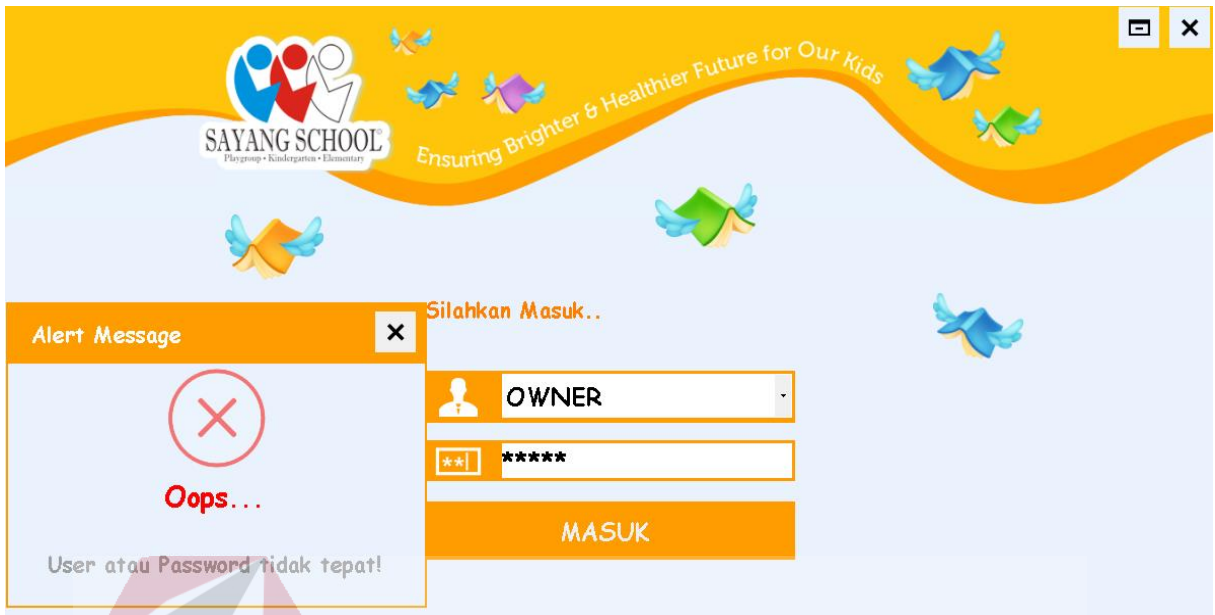 SAYANG SCHOOL®
Playgroup • Kindergarten • Elementary
Ensuring Brighter & Healthier Future for Our Kids
Silahkan Masuk..
Alert Message
OWNER
**|
*****
Oops...
MASUK
User atau Password tidak tepat!